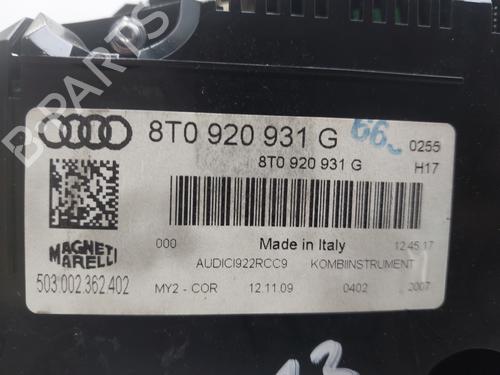 8T0 920 931 G 66
0255
8T0 920 931 G
H17
000 Made in Italy 12.45.17
MAGNETI
MARELLI
AUDICI922RCC9 KOMBIINSTRUMENT
503.002.362.402 MY2 - COR 12.11.09 0402 2007
13
B-PARTS